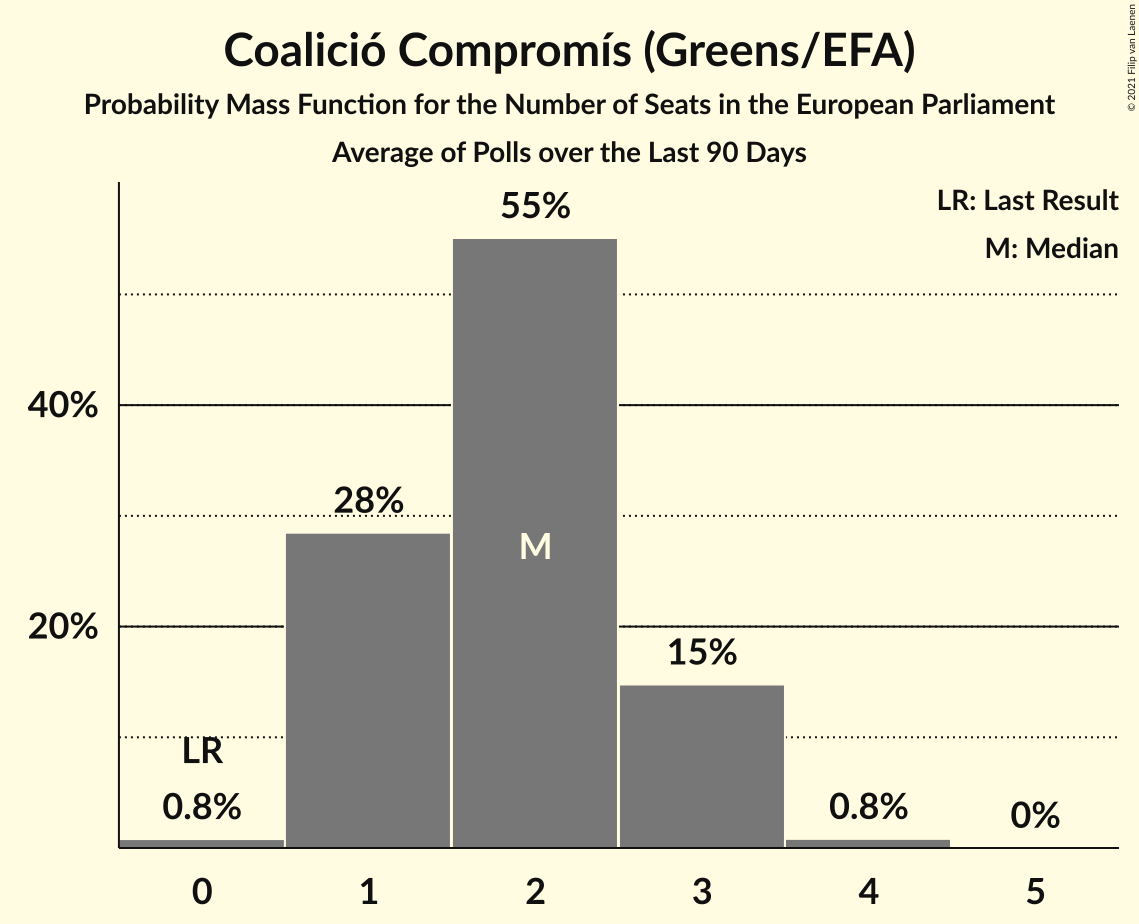 Coalició Compromís (Greens/EFA)
Probability Mass Function for the Number of Seats in the European Parliament
Average of Polls over the Last 90 Days
© 2021 Filip van Laenen
LR: Last Result
M: Median
55%
40%
28%
M
20%
15%
LR
0.8%
0.8%
0%
0 1 2 3 4 5